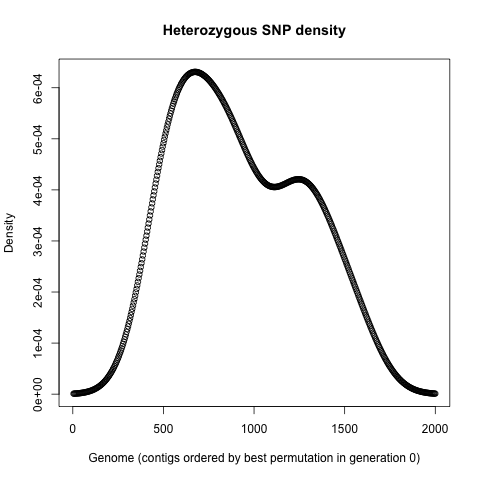 Heterozygous SNP density
6e-04
5e-04
4e-04
3e-04
2e-04
1e-04
0e+00
Density
0 500 1000 1500 2000
Genome (contigs ordered by best permutation in generation 0)